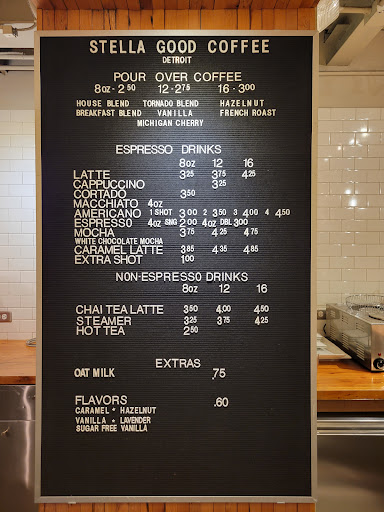 STELLA GOOD COFFEE
DETROIT
POUR OVER COFFEE
8oz - 2 50 12 - 2 75 16 - 3 00
HOUSE BLEND TORNADO BLEND HAZELNUT
BREAKFAST BLEND VANILLA FRENCH ROAST
MICHIGAN CHERRY
ESPRESSO DRINKS
8oz 12 16
LATTE 3 25 3 75 4 25
CAPPUCCINO 3 25
CORTADO 3 50
MACCHIATO 4oz
AMERICANO 1 SHOT 3 00 2 3 50 3 4 00 4 4 50
ESPRESSO 4oz SNG 2 00 4oz DBL 3 00
MOCHA 3 75 4 25 4 75
WHITE CHOCOLATE MOCHA
CARAMEL LATTE 3 85 4 35 4 85
EXTRA SHOT 1 00
NON-ESPRESSO DRINKS
8oz 12 16
CHAI TEA LATTE 3 50 4 00 4 50
STEAMER 3 25 3 75 4 25
HOT TEA 2 50
EXTRAS
OAT MILK .75
FLAVORS .60
CARAMEL • HAZELNUT
VANILLA • LAVENDER
SUGAR FREE VANILLA